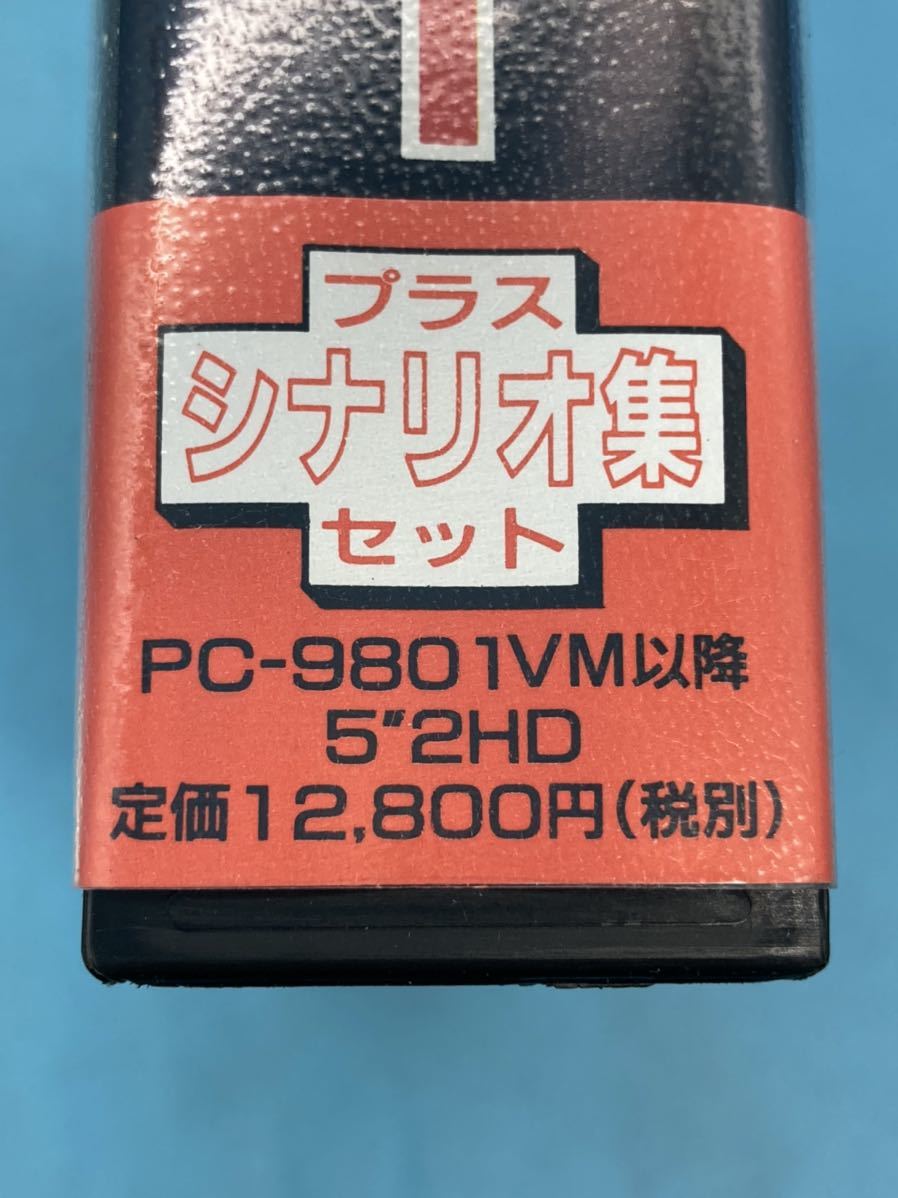 プラス
シナリオ集
セット
PC-9801VM以降
5"2HD
定価12,800円(税別)